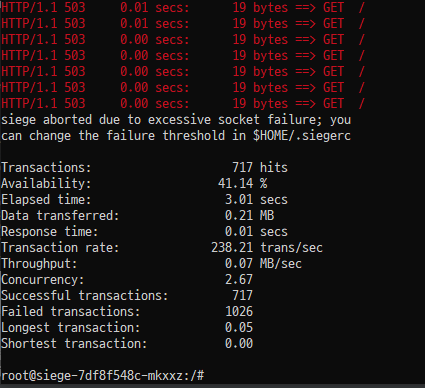 HTTP/1.1 503     0.01 secs:      19 bytes ==> GET  /
HTTP/1.1 503     0.01 secs:      19 bytes ==> GET  /
HTTP/1.1 503     0.00 secs:      19 bytes ==> GET  /
HTTP/1.1 503     0.00 secs:      19 bytes ==> GET  /
HTTP/1.1 503     0.00 secs:      19 bytes ==> GET  /
HTTP/1.1 503     0.00 secs:      19 bytes ==> GET  /
HTTP/1.1 503     0.01 secs:      19 bytes ==> GET  /
siege aborted due to excessive socket failure; you
can change the failure threshold in $HOME/.siegerc

Transactions:                    717 hits
Availability:                  41.14 %
Elapsed time:                   3.01 secs
Data transferred:               0.21 MB
Response time:                  0.01 secs
Transaction rate:             238.21 trans/sec
Throughput:                     0.07 MB/sec
Concurrency:                    2.67
Successful transactions:         717
Failed transactions:            1026
Longest transaction:            0.05
Shortest transaction:           0.00

root@siege-7df8f548c-mkxxz:/#